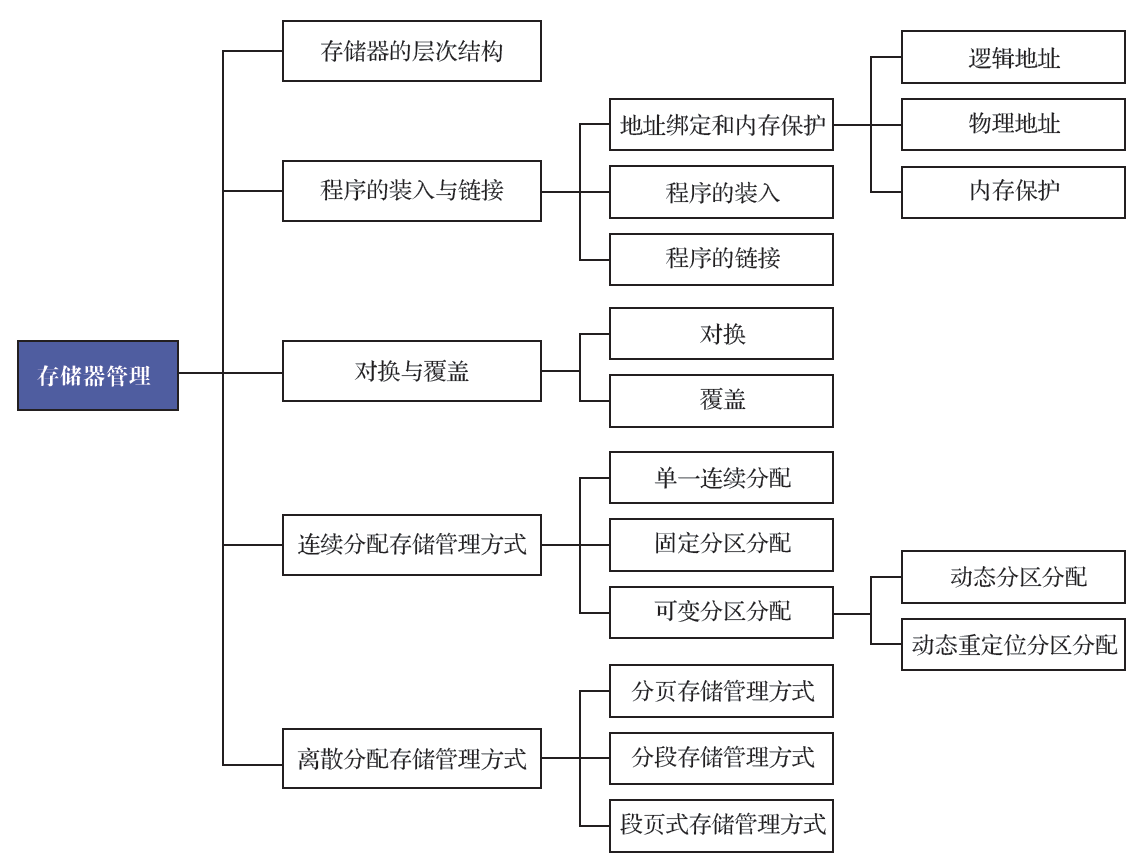 存储器管理
存储器的层次结构
程序的装入与链接
地址绑定和内存保护
逻辑地址
物理地址
内存保护
程序的装入
程序的链接
对换与覆盖
对换
覆盖
连续分配存储管理方式
单一连续分配
固定分区分配
可变分区分配
动态分区分配
动态重定位分区分配
离散分配存储管理方式
分页存储管理方式
分段存储管理方式
段页式存储管理方式